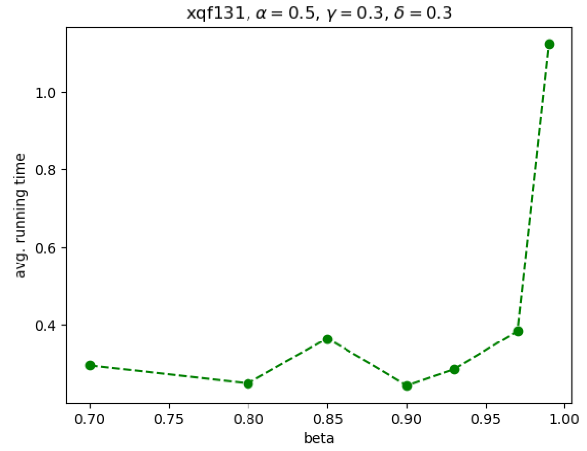 xqf131, α = 0.5, γ = 0.3, δ = 0.3
avg. running time
1.0
0.8
0.6
0.4
0.70 0.75 0.80 0.85 0.90 0.95 1.00
beta